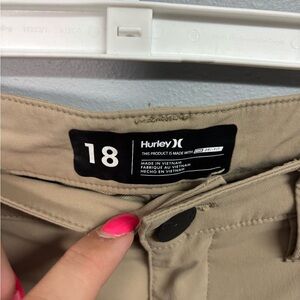 18
Hurley
THIS PRODUCT IS MADE WITH
MADE IN VIETNAM
FABRIQUÉ AU VIETNAM
HECHO EN VIETNAM